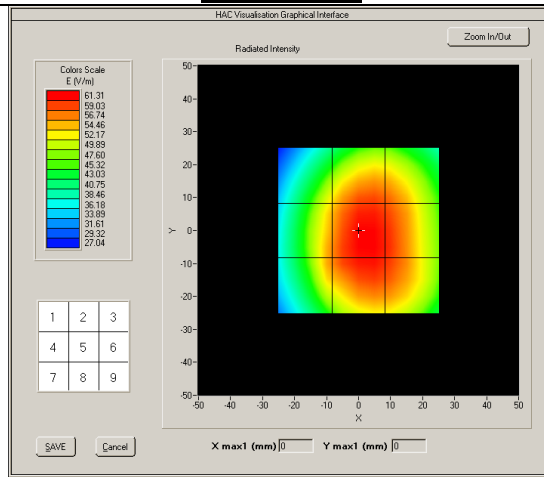 HAC Visualisation Graphical Interface
Zoom In/Out
Radiated Intensity
Colors Scale
E (V/m)
61.31
59.03
56.74
54.46
52.17
49.89
47.60
45.32
43.03
40.75
38.46
36.18
33.89
31.61
29.32
27.04
50
40
30
20
10
0
-10
-20
-30
-40
-50
Y
-50 -40 -30 -20 -10 0 10 20 30 40 50
X
1 2 3
4 5 6
7 8 9
SAVE Cancel
X max1 (mm) 0 Y max1 (mm) 0